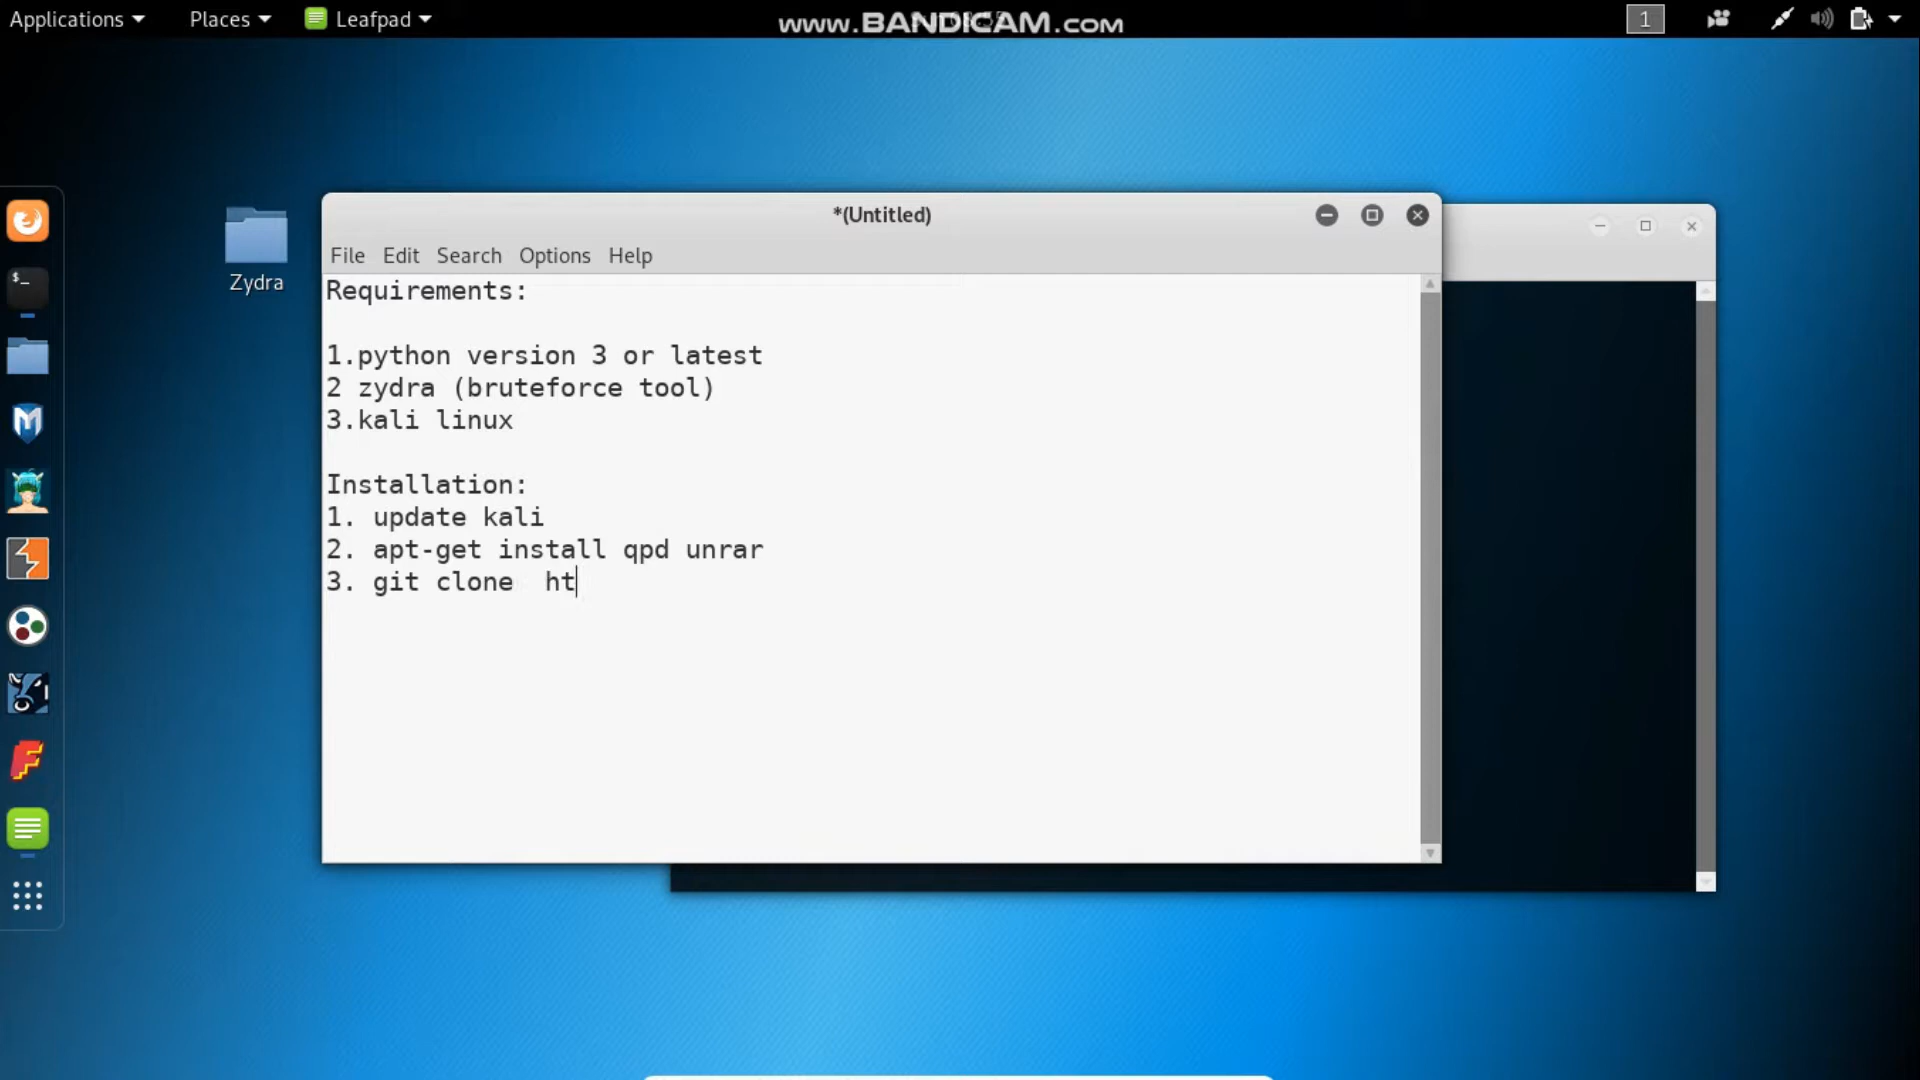 Applications
Places
Leafpad
www.BANDICAM.com
1
Zydra
*(Untitled)
File Edit Search Options Help
Requirements:
1.python version 3 or latest
2 zydra (bruteforce tool)
3.kali linux
Installation:
1. update kali
2. apt-get install qpd unrar
3. git clone  ht